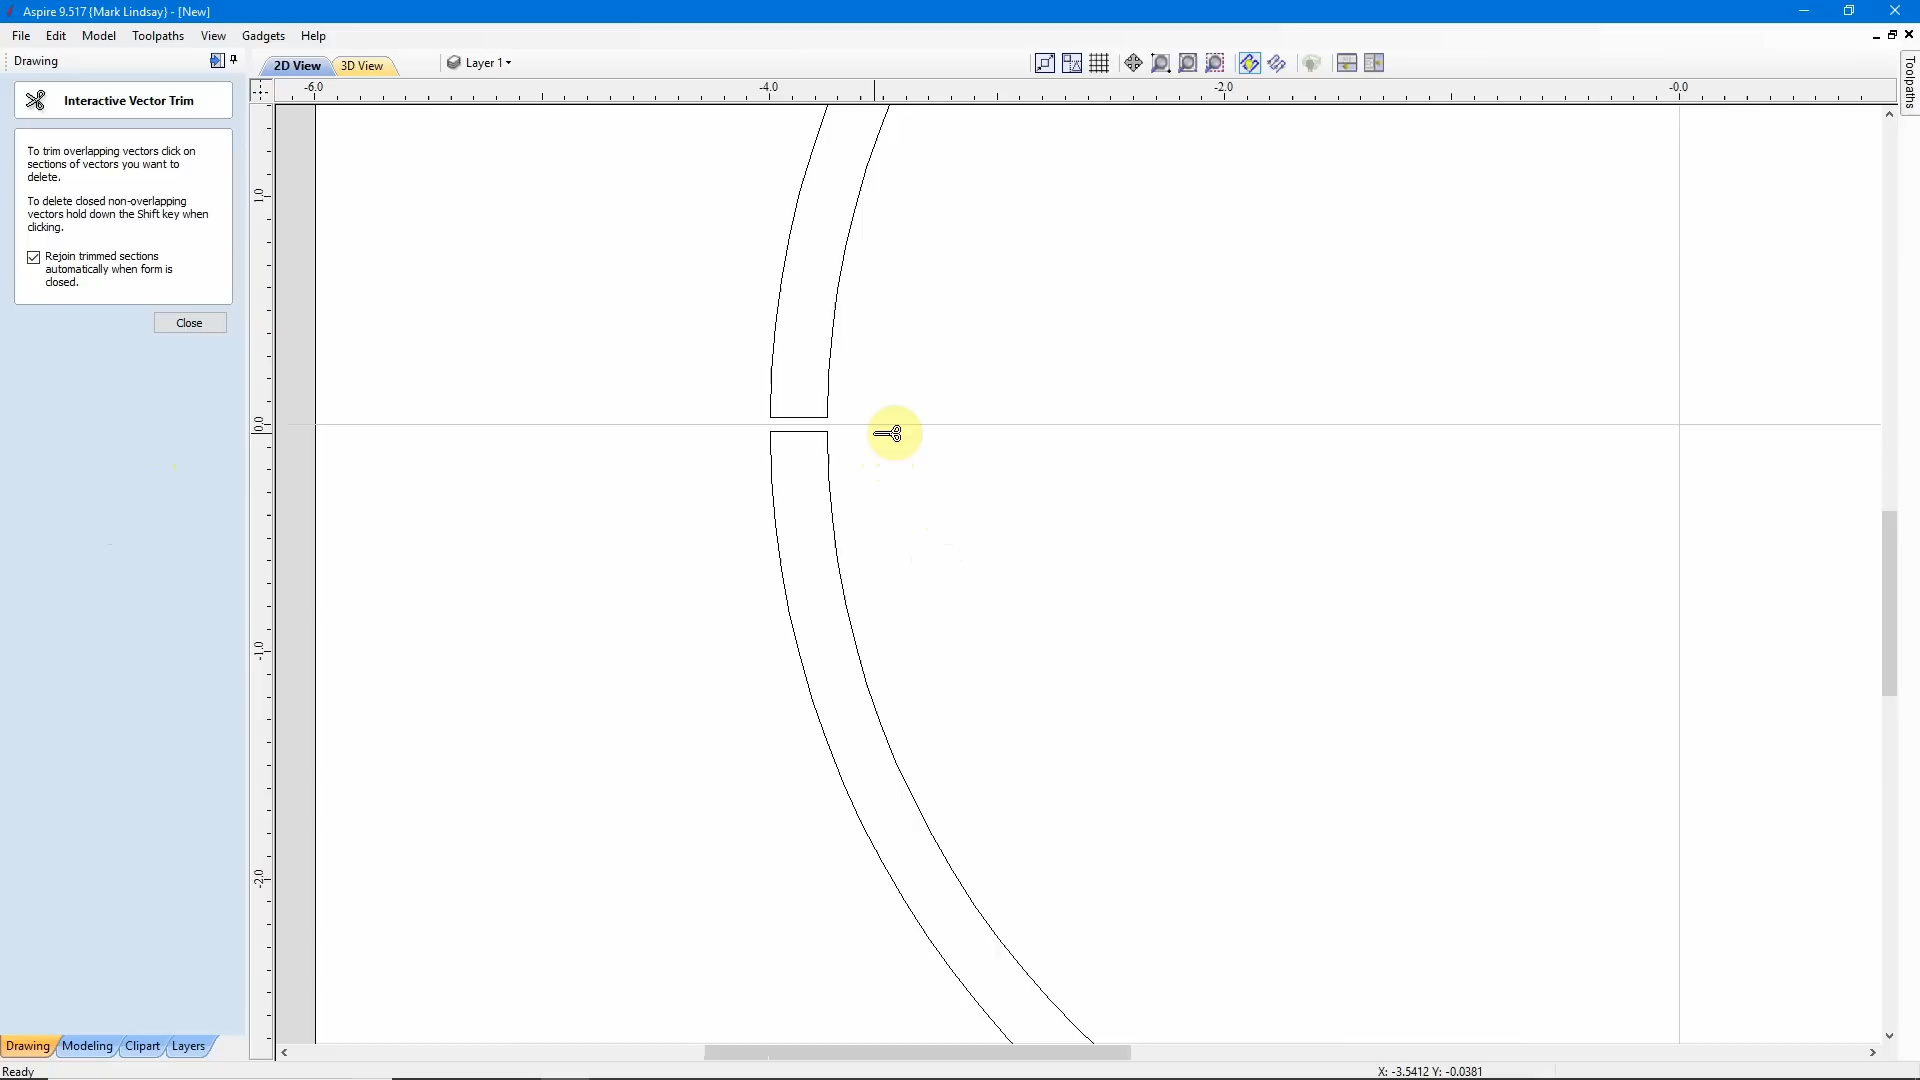 Aspire 9.517 {Mark Lindsay} - [New]
File Edit Model Toolpaths View Gadgets Help
Drawing
2D View 3D View Layer 1
Toolpaths
-6.0 -4.0 -2.0 -0.0
Interactive Vector Trim
To trim overlapping vectors click on
sections of vectors you want to
delete.
To delete closed non-overlapping
vectors hold down the Shift key when
clicking.
Rejoin trimmed sections
automatically when form is
closed.
Close
1.0
0.0
-1.0
-2.0
Drawing Modeling Clipart Layers
Ready
X: -3.5412 Y: -0.0381